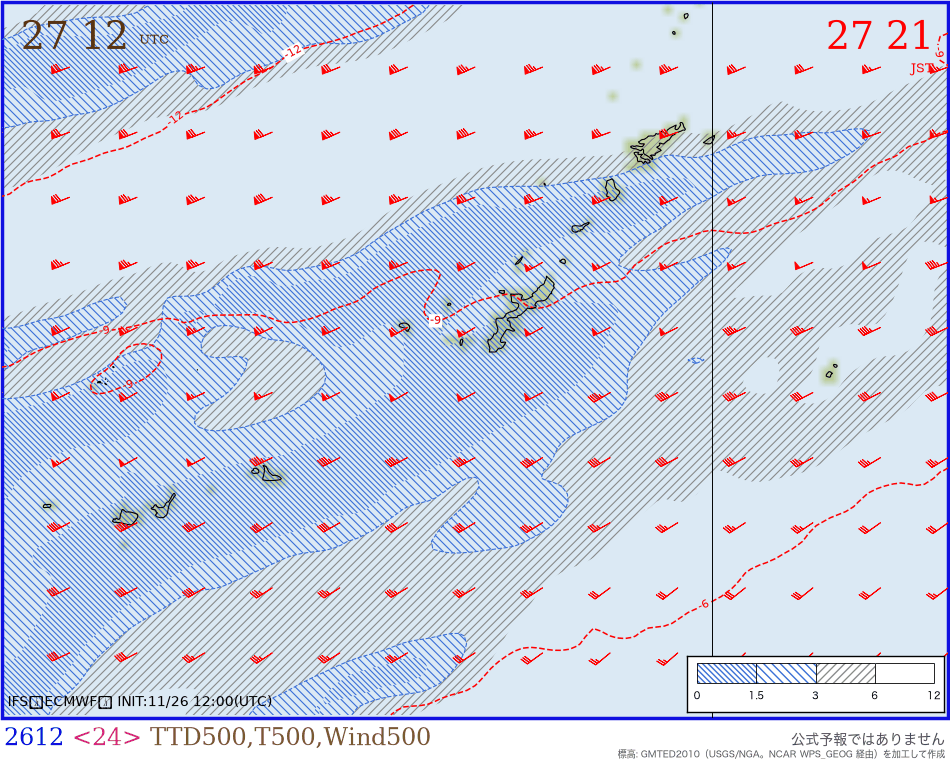 27 12 UTC
27 21
JST
-12
-12
-9
-9
-9
-9
-6
IFS ECMWF INIT:11/26 12:00(UTC)
0 1.5 3 6 12
2612 <24> TTD500,T500,Wind500
公式予報ではありません
標高: GMTED2010（USGS/NGA。NCAR WPS_GEOG 経由）を加工して作成